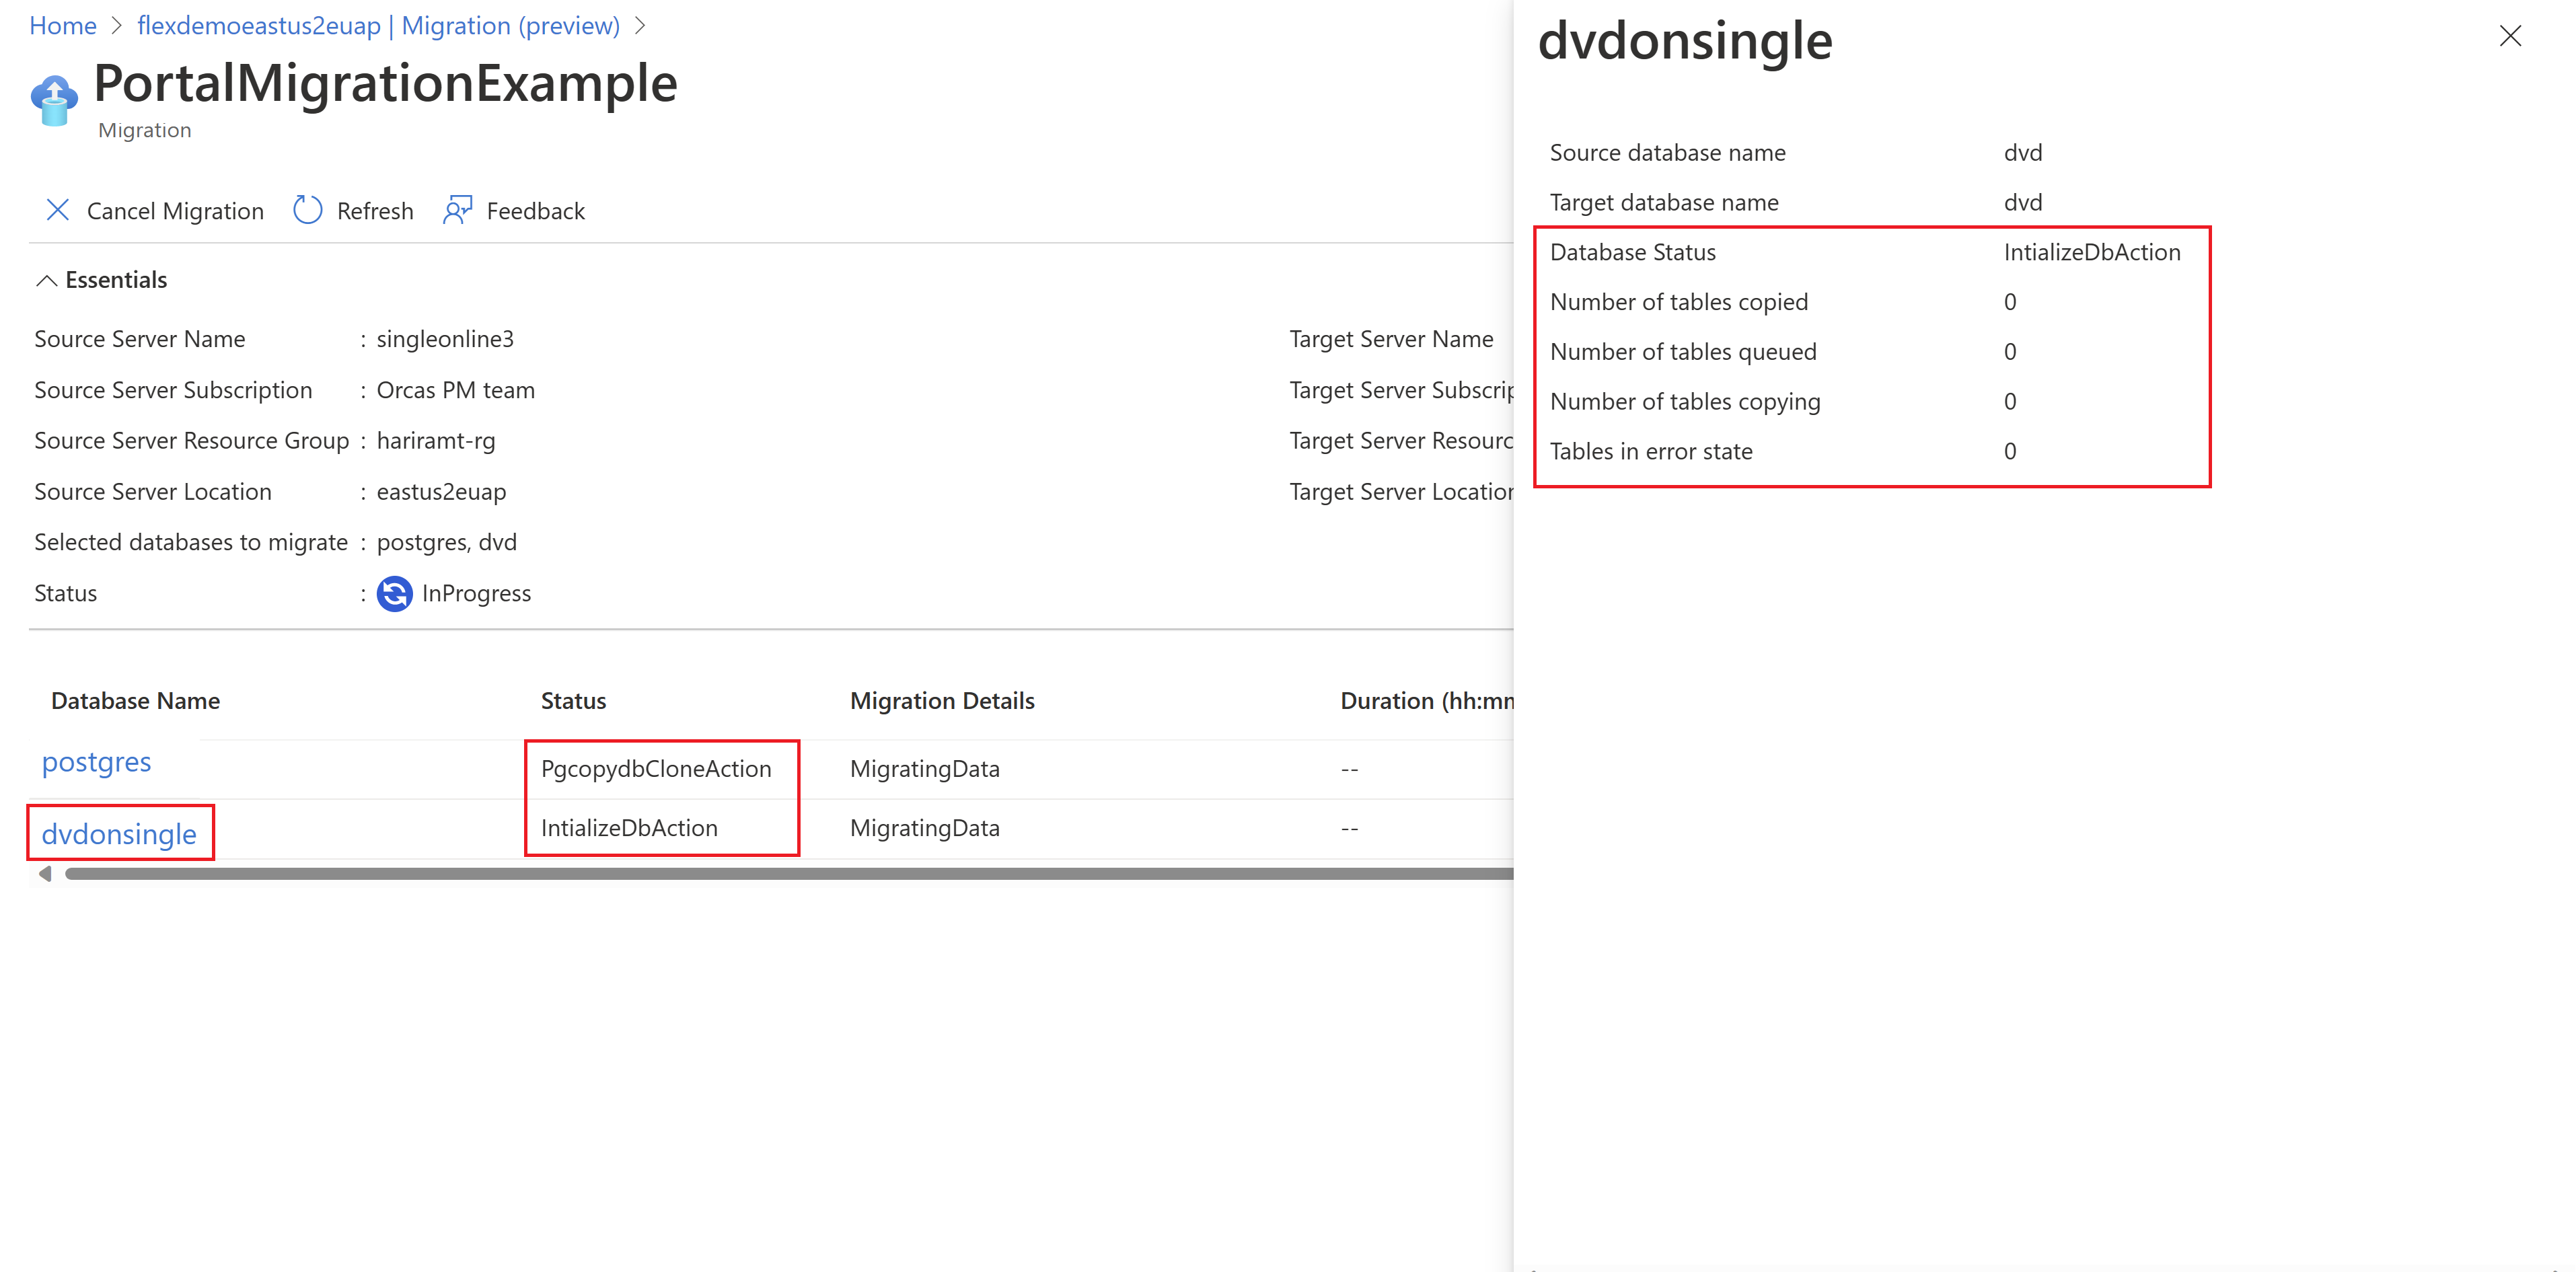 Home > flexdemoeastus2euap | Migration (preview) >
PortalMigrationExample
Migration
Cancel Migration Refresh Feedback
Essentials
Source Server Name : singleonline3 Target Server Name
Source Server Subscription : Orcas PM team Target Server Subscrip
Source Server Resource Group : hariramt-rg Target Server Resourc
Source Server Location : eastus2euap Target Server Location
Selected databases to migrate : postgres, dvd
Status : InProgress
Database Name Status Migration Details Duration (hh:mm
postgres PgcopydbCloneAction MigratingData --
dvdonsingle IntializeDbAction MigratingData --
dvdonsingle
Source database name dvd
Target database name dvd
Database Status IntializeDbAction
Number of tables copied 0
Number of tables queued 0
Number of tables copying 0
Tables in error state 0